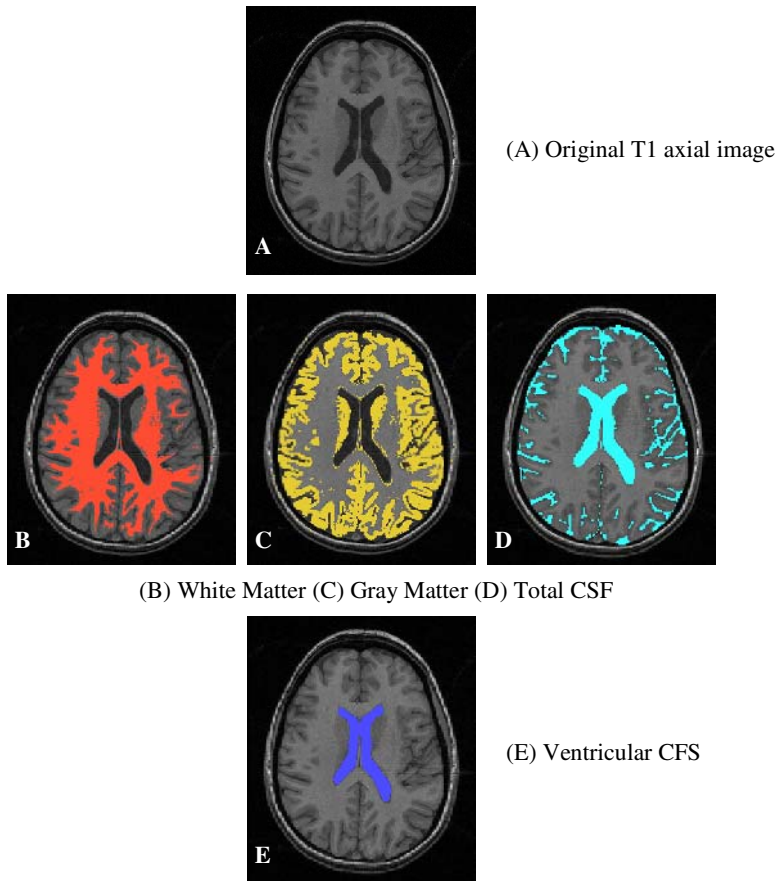 (A) Original T1 axial image
A
B
C
D
(B) White Matter (C) Gray Matter (D) Total CSF
(E) Ventricular CFS
E